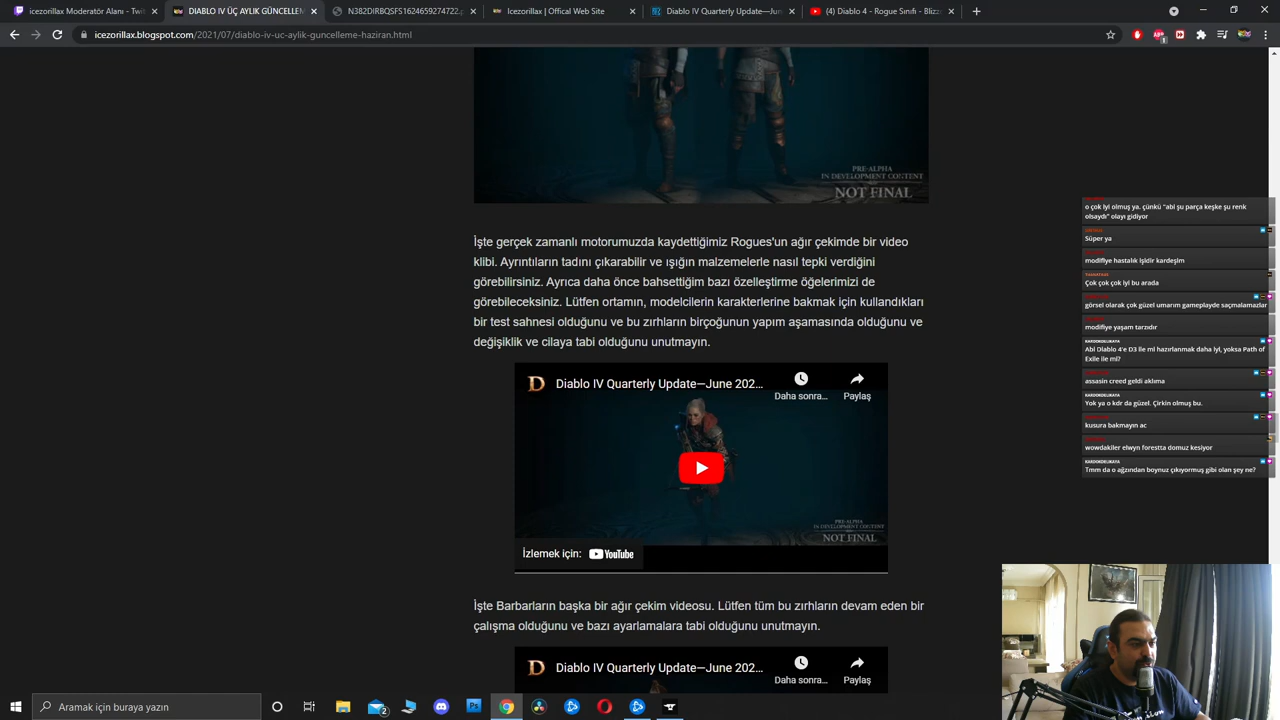 icezorillax Moderatör Alanı - Twit
DIABLO IV ÜÇ AYLIK GÜNCELLEM
N382DIRBQSFS1624659274722.p
Icezorillax | Offical Web Site
Diablo IV Quarterly Update—Jun
(4) Diablo 4 - Rogue Sınıfı - Blizz
icezorillax.blogspot.com/2021/07/diablo-iv-uc-aylik-guncelleme-haziran.html
PRE-ALPHA
IN DEVELOPMENT CONTENT
NOT FINAL
İşte gerçek zamanlı motorumuzda kaydettiğimiz Rogues'un ağır çekimde bir video
klibi. Ayrıntıların tadını çıkarabilir ve ışığın malzemelerle nasıl tepki verdiğini
görebilirsiniz. Ayrıca daha önce bahsettiğim bazı özelleştirme öğelerimizi de
görebileceksiniz. Lütfen ortamın, modelcilerin karakterlerine bakmak için kullandıkları
bir test sahnesi olduğunu ve bu zırhların birçoğunun yapım aşamasında olduğunu ve
değişiklik ve cilaya tabi olduğunu unutmayın.
Diablo IV Quarterly Update—June 202...
Daha sonra...
Paylaş
PRE-ALPHA
IN DEVELOPMENT CONTENT
NOT FINAL
İzlemek için: YouTube
İşte Barbarların başka bir ağır çekim videosu. Lütfen tüm bu zırhların devam eden bir
çalışma olduğunu ve bazı ayarlamalara tabi olduğunu unutmayın.
Diablo IV Quarterly Update—June 202...
Daha sonra...
Paylaş
o çok iyi olmuş ya. çünkü "abi şu parça keşke şu renk
olsaydı" olayı gidiyor
Süper ya
modifiye hastalık işidir kardeşim
Çok çok çok iyi bu arada
görsel olarak çok güzel umarım gameplayde saçmalamazlar
modifiye yaşam tarzıdır
KARDOKDELIKAYA
Abi Diablo 4'e D3 ile mi hazırlanmak daha iyi, yoksa Path of
Exile ile mi?
assasin creed geldi aklıma
KARDOKDELIKAYA
Yok ya o kdr da güzel. Çirkin olmuş bu.
kusura bakmayın ac
wowdakiler elwyn forestta domuz kesiyor
KARDOKDELIKAYA
Tmm da o ağzından boynuz çıkıyormuş gibi olan şey ne?
Aramak için buraya yazın
2